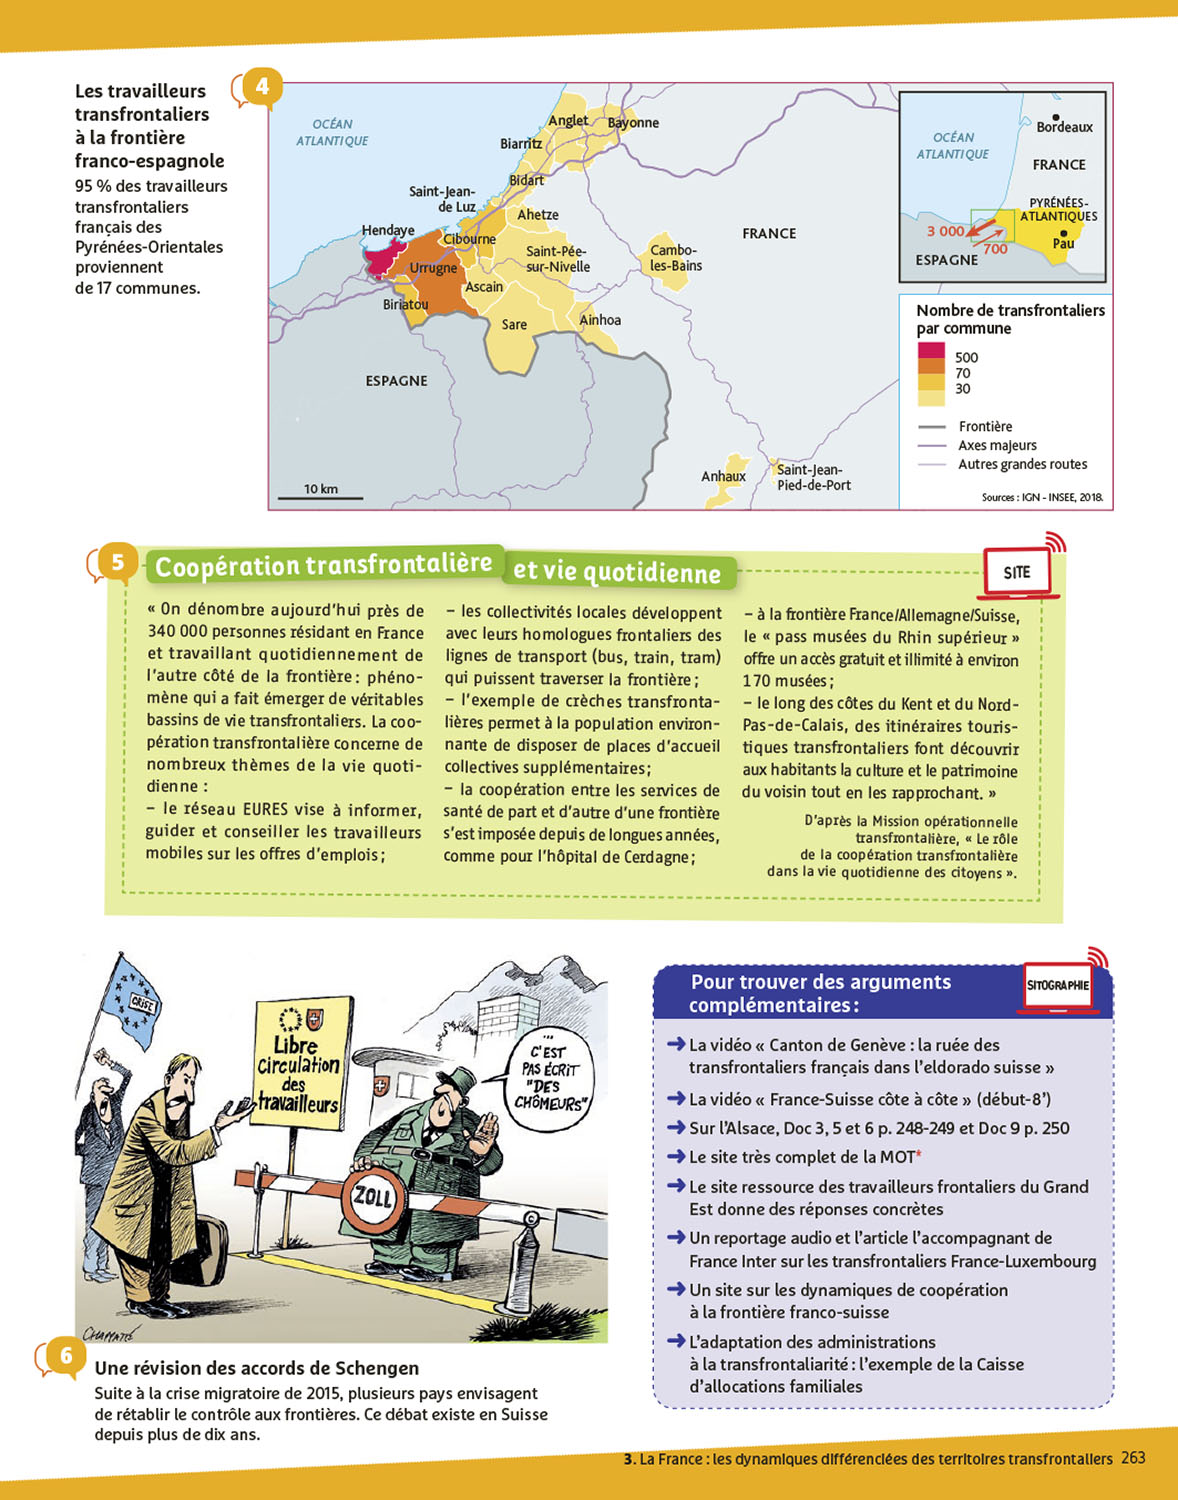 Les travailleurs
transfrontaliers
à la frontière
franco-espagnole
95 % des travailleurs
transfrontaliers
français des
Pyrénées-Orientales
proviennent
de 17 communes.
4
OCÉAN
ATLANTIQUE
Anglet
Bayonne
Biarritz
Bidart
Saint-Jean-
de Luz
Ahetze
Hendaye
Cibourne
Saint-Pée-
sur-Nivelle
Cambo-
les-Bains
FRANCE
Urrugne
Ascain
Biriatou
Sare
Ainhoa
ESPAGNE
Anhaux
Saint-Jean-
Pied-de-Port
10 km
OCÉAN
ATLANTIQUE
Bordeaux
FRANCE
PYRÉNÉES-
ATLANTIQUES
3 000
Pau
700
ESPAGNE
Nombre de transfrontaliers
par commune
500
70
30
Frontière
Axes majeurs
Autres grandes routes
Sources : IGN - INSEE, 2018.
5
Coopération transfrontalière et vie quotidienne
SITE
« On dénombre aujourd'hui près de
340 000 personnes résidant en France
et travaillant quotidiennement de
l'autre côté de la frontière : phéno-
mène qui a fait émerger de véritables
bassins de vie transfrontaliers. La coo-
pération transfrontalière concerne de
nombreux thèmes de la vie quoti-
dienne :
– le réseau EURES vise à informer,
guider et conseiller les travailleurs
mobiles sur les offres d'emplois ;
– les collectivités locales développent
avec leurs homologues frontaliers des
lignes de transport (bus, train, tram)
qui puissent traverser la frontière ;
– l'exemple de crèches transfronta-
lières permet à la population environ-
nante de disposer de places d'accueil
collectives supplémentaires ;
– la coopération entre les services de
santé de part et d'autre d'une frontière
s'est imposée depuis de longues années,
comme pour l'hôpital de Cerdagne ;
– à la frontière France/Allemagne/Suisse,
le « pass musées du Rhin supérieur »
offre un accès gratuit et illimité à environ
170 musées ;
– le long des côtes du Kent et du Nord-
Pas-de-Calais, des itinéraires touris-
tiques transfrontaliers font découvrir
aux habitants la culture et le patrimoine
du voisin tout en les rapprochant. »
D'après la Mission opérationnelle
transfrontalière, « Le rôle
de la coopération transfrontalière
dans la vie quotidienne des citoyens ».
CRISE
Libre
circulation
des
travailleurs
...
C'EST
PAS ÉCRIT
"DES
CHÔMEURS"
ZOLL
CHAPPATTE
6
Une révision des accords de Schengen
Suite à la crise migratoire de 2015, plusieurs pays envisagent
de rétablir le contrôle aux frontières. Ce débat existe en Suisse
depuis plus de dix ans.
Pour trouver des arguments
complémentaires :
SITOGRAPHIE
➜ La vidéo « Canton de Genève : la ruée des
transfrontaliers français dans l'eldorado suisse »
➜ La vidéo « France-Suisse côte à côte » (début-8')
➜ Sur l'Alsace, Doc 3, 5 et 6 p. 248-249 et Doc 9 p. 250
➜ Le site très complet de la MOT*
➜ Le site ressource des travailleurs frontaliers du Grand
Est donne des réponses concrètes
➜ Un reportage audio et l'article l'accompagnant de
France Inter sur les transfrontaliers France-Luxembourg
➜ Un site sur les dynamiques de coopération
à la frontière franco-suisse
➜ L'adaptation des administrations
à la transfrontaliarité : l'exemple de la Caisse
d'allocations familiales
3. La France : les dynamiques différenciées des territoires transfrontaliers 263